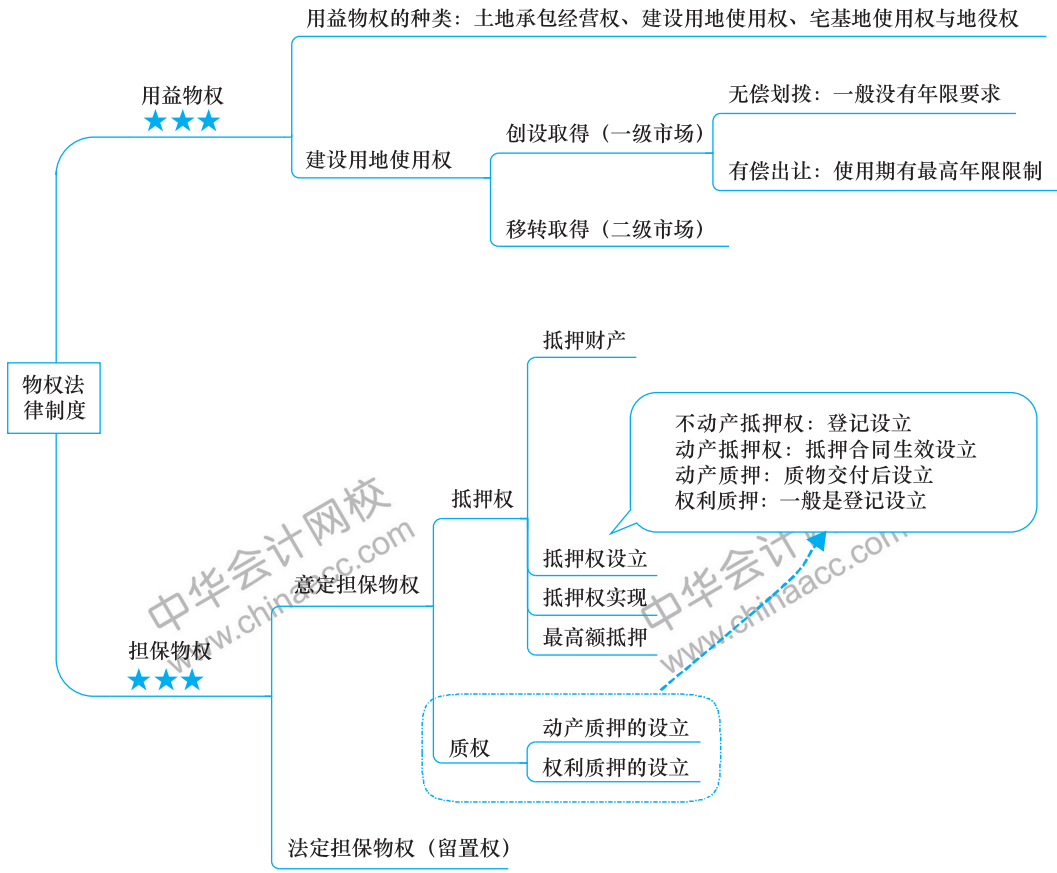 用益物权的种类：土地承包经营权、建设用地使用权、宅基地使用权与地役权
用益物权
★★★
无偿划拨：一般没有年限要求
创设取得（一级市场）
建设用地使用权
有偿出让：使用期有最高年限限制
移转取得（二级市场）
抵押财产
物权法
律制度
不动产抵押权：登记设立
动产抵押权：抵押合同生效设立
动产质押：质物交付后设立
权利质押：一般是登记设立
抵押权
抵押权设立
意定担保物权
抵押权实现
最高额抵押
担保物权
★★★
动产质押的设立
质权
权利质押的设立
法定担保物权（留置权）
中华会计网校
www.chinaacc.com
中华会计网校
www.chinaacc.com